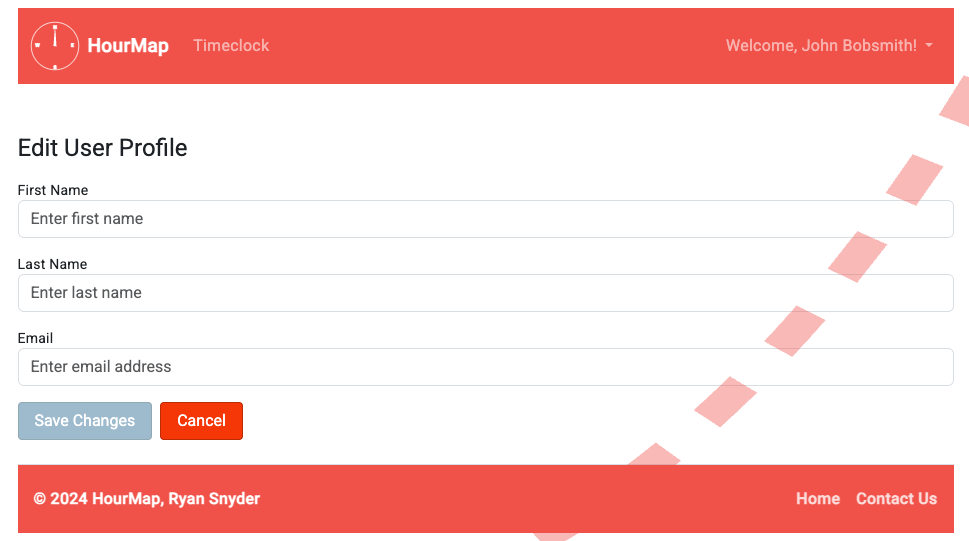 HourMap Timeclock Welcome, John Bobsmith!
Edit User Profile
First Name
Enter first name
Last Name
Enter last name
Email
Enter email address
Save Changes Cancel
© 2024 HourMap, Ryan Snyder Home Contact Us